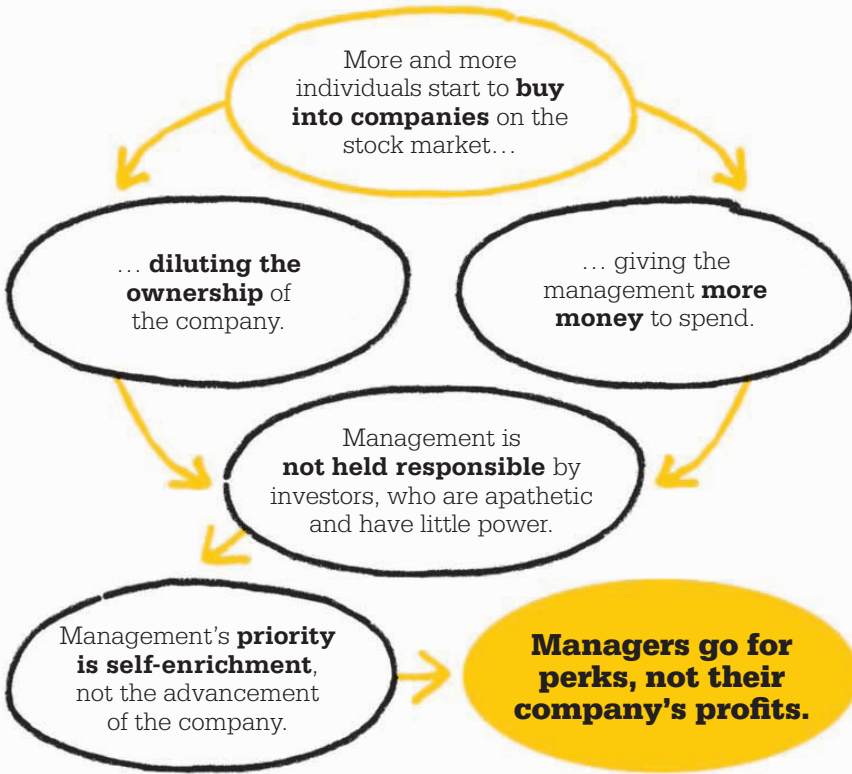 More and more
individuals start to buy
into companies on the
stock market…
… diluting the
ownership of
the company.
… giving the
management more
money to spend.
Management is
not held responsible by
investors, who are apathetic
and have little power.
Management’s priority
is self-enrichment,
not the advancement
of the company.
Managers go for
perks, not their
company’s profits.